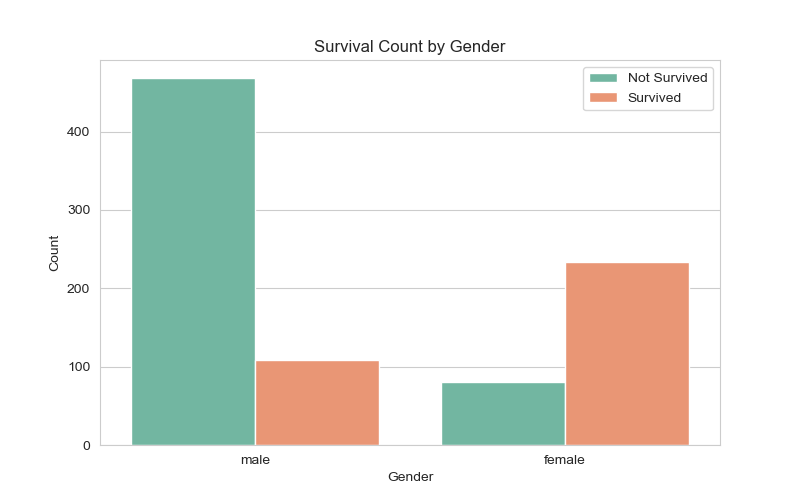 Survival Count by Gender
Not Survived
Survived
400
300
200
100
0
Count
male
female
Gender